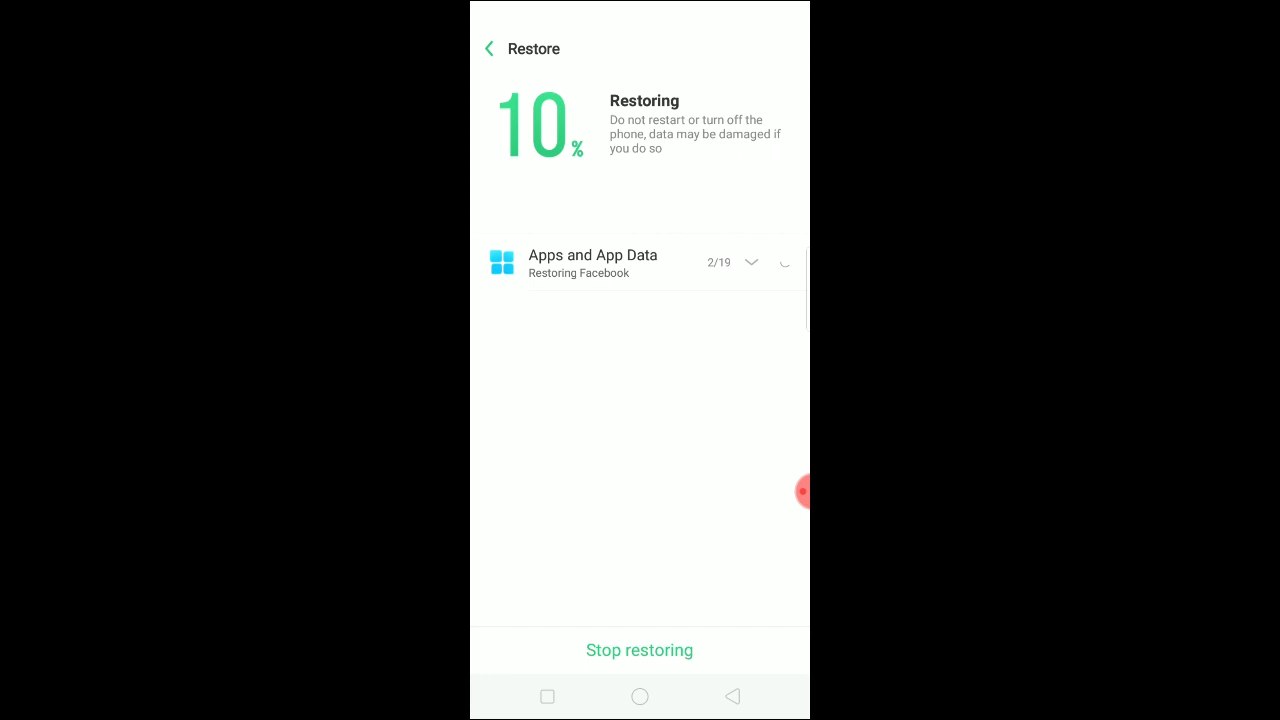 Restore
10%
Restoring
Do not restart or turn off the
phone, data may be damaged if
you do so
Apps and App Data
2/19
Restoring Facebook
Stop restoring